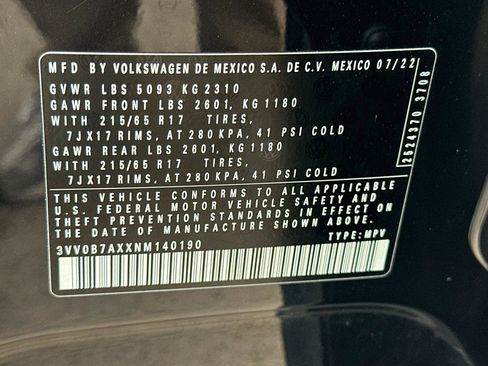 MFD BY VOLKSWAGEN DE MEXICO S.A. DE C.V. MEXICO 07/22
GVWR LBS 5093 KG 2310
GAWR FRONT LBS 2601, KG 1180
WITH 215/65 R17 TIRES,
7JX17 RIMS, AT 280 KPA, 41 PSI COLD
GAWR REAR LBS 2601, KG 1180
WITH 215/65 R17 TIRES,
7JX17 RIMS, AT 280 KPA, 41 PSI COLD
THIS VEHICLE CONFORMS TO ALL APPLICABLE
U.S. FEDERAL MOTOR VEHICLE SAFETY AND
THEFT PREVENTION STANDARDS IN EFFECT ON
THE DATE OF MANUFACTURE SHOWN ABOVE.
3VV0B7AXXNM140190 TYPE: MPV
2024370 3708